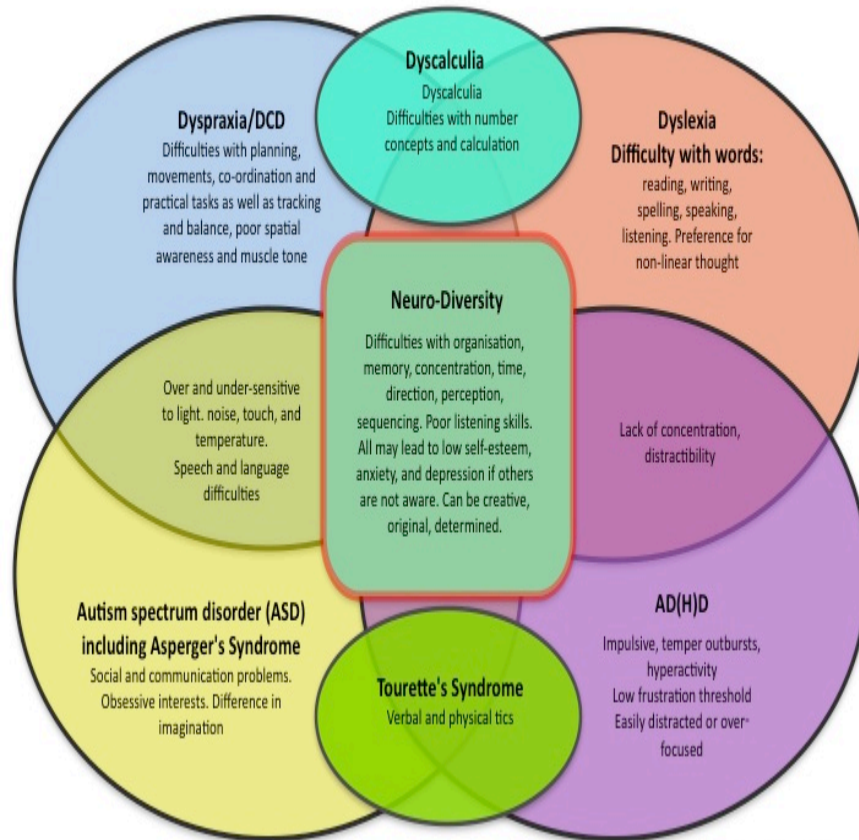 Dyscalculia
Dyscalculia
Difficulties with number
concepts and calculation
Dyspraxia/DCD
Difficulties with planning,
movements, co-ordination and
practical tasks as well as tracking
and balance, poor spatial
awareness and muscle tone
Dyslexia
Difficulty with words:
reading, writing,
spelling, speaking,
listening. Preference for
non-linear thought
Neuro-Diversity
Difficulties with organisation,
memory, concentration, time,
direction, perception,
sequencing. Poor listening skills.
All may lead to low self-esteem,
anxiety, and depression if others
are not aware. Can be creative,
original, determined.
Over and under-sensitive
to light. noise, touch, and
temperature.
Speech and language
difficulties
Lack of concentration,
distractibility
Autism spectrum disorder (ASD)
including Asperger's Syndrome
Social and communication problems.
Obsessive interests. Difference in
imagination
Tourette's Syndrome
Verbal and physical tics
AD(H)D
Impulsive, temper outbursts,
hyperactivity
Low frustration threshold
Easily distracted or over-
focused